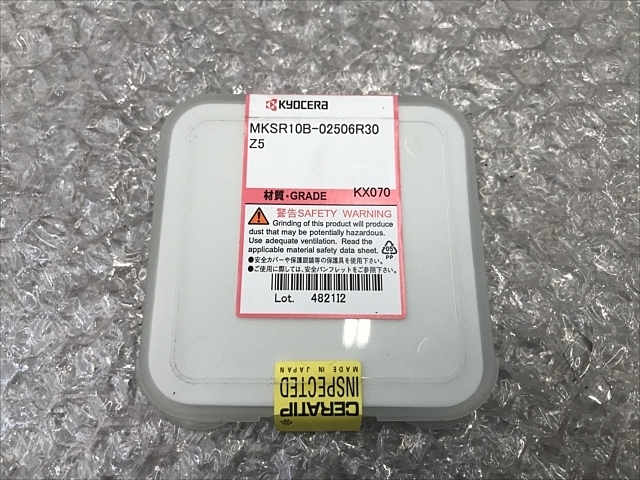 KYOCERA
MKSR10B-02506R30
Z5
材質・GRADE KX070
警告SAFETY WARNING
Grinding of this product will produce
dust that may be potentially hazardous.
Use adequate ventilation. Read the
applicable material safety data sheet.
05
PP
●安全カバーや保護眼鏡等の保護具を使用下さい。
●ご使用に際しては、安全パンフレットをご参照下さい。
Lot. 482112
CERATIP
INSPECTED
MADE IN JAPAN